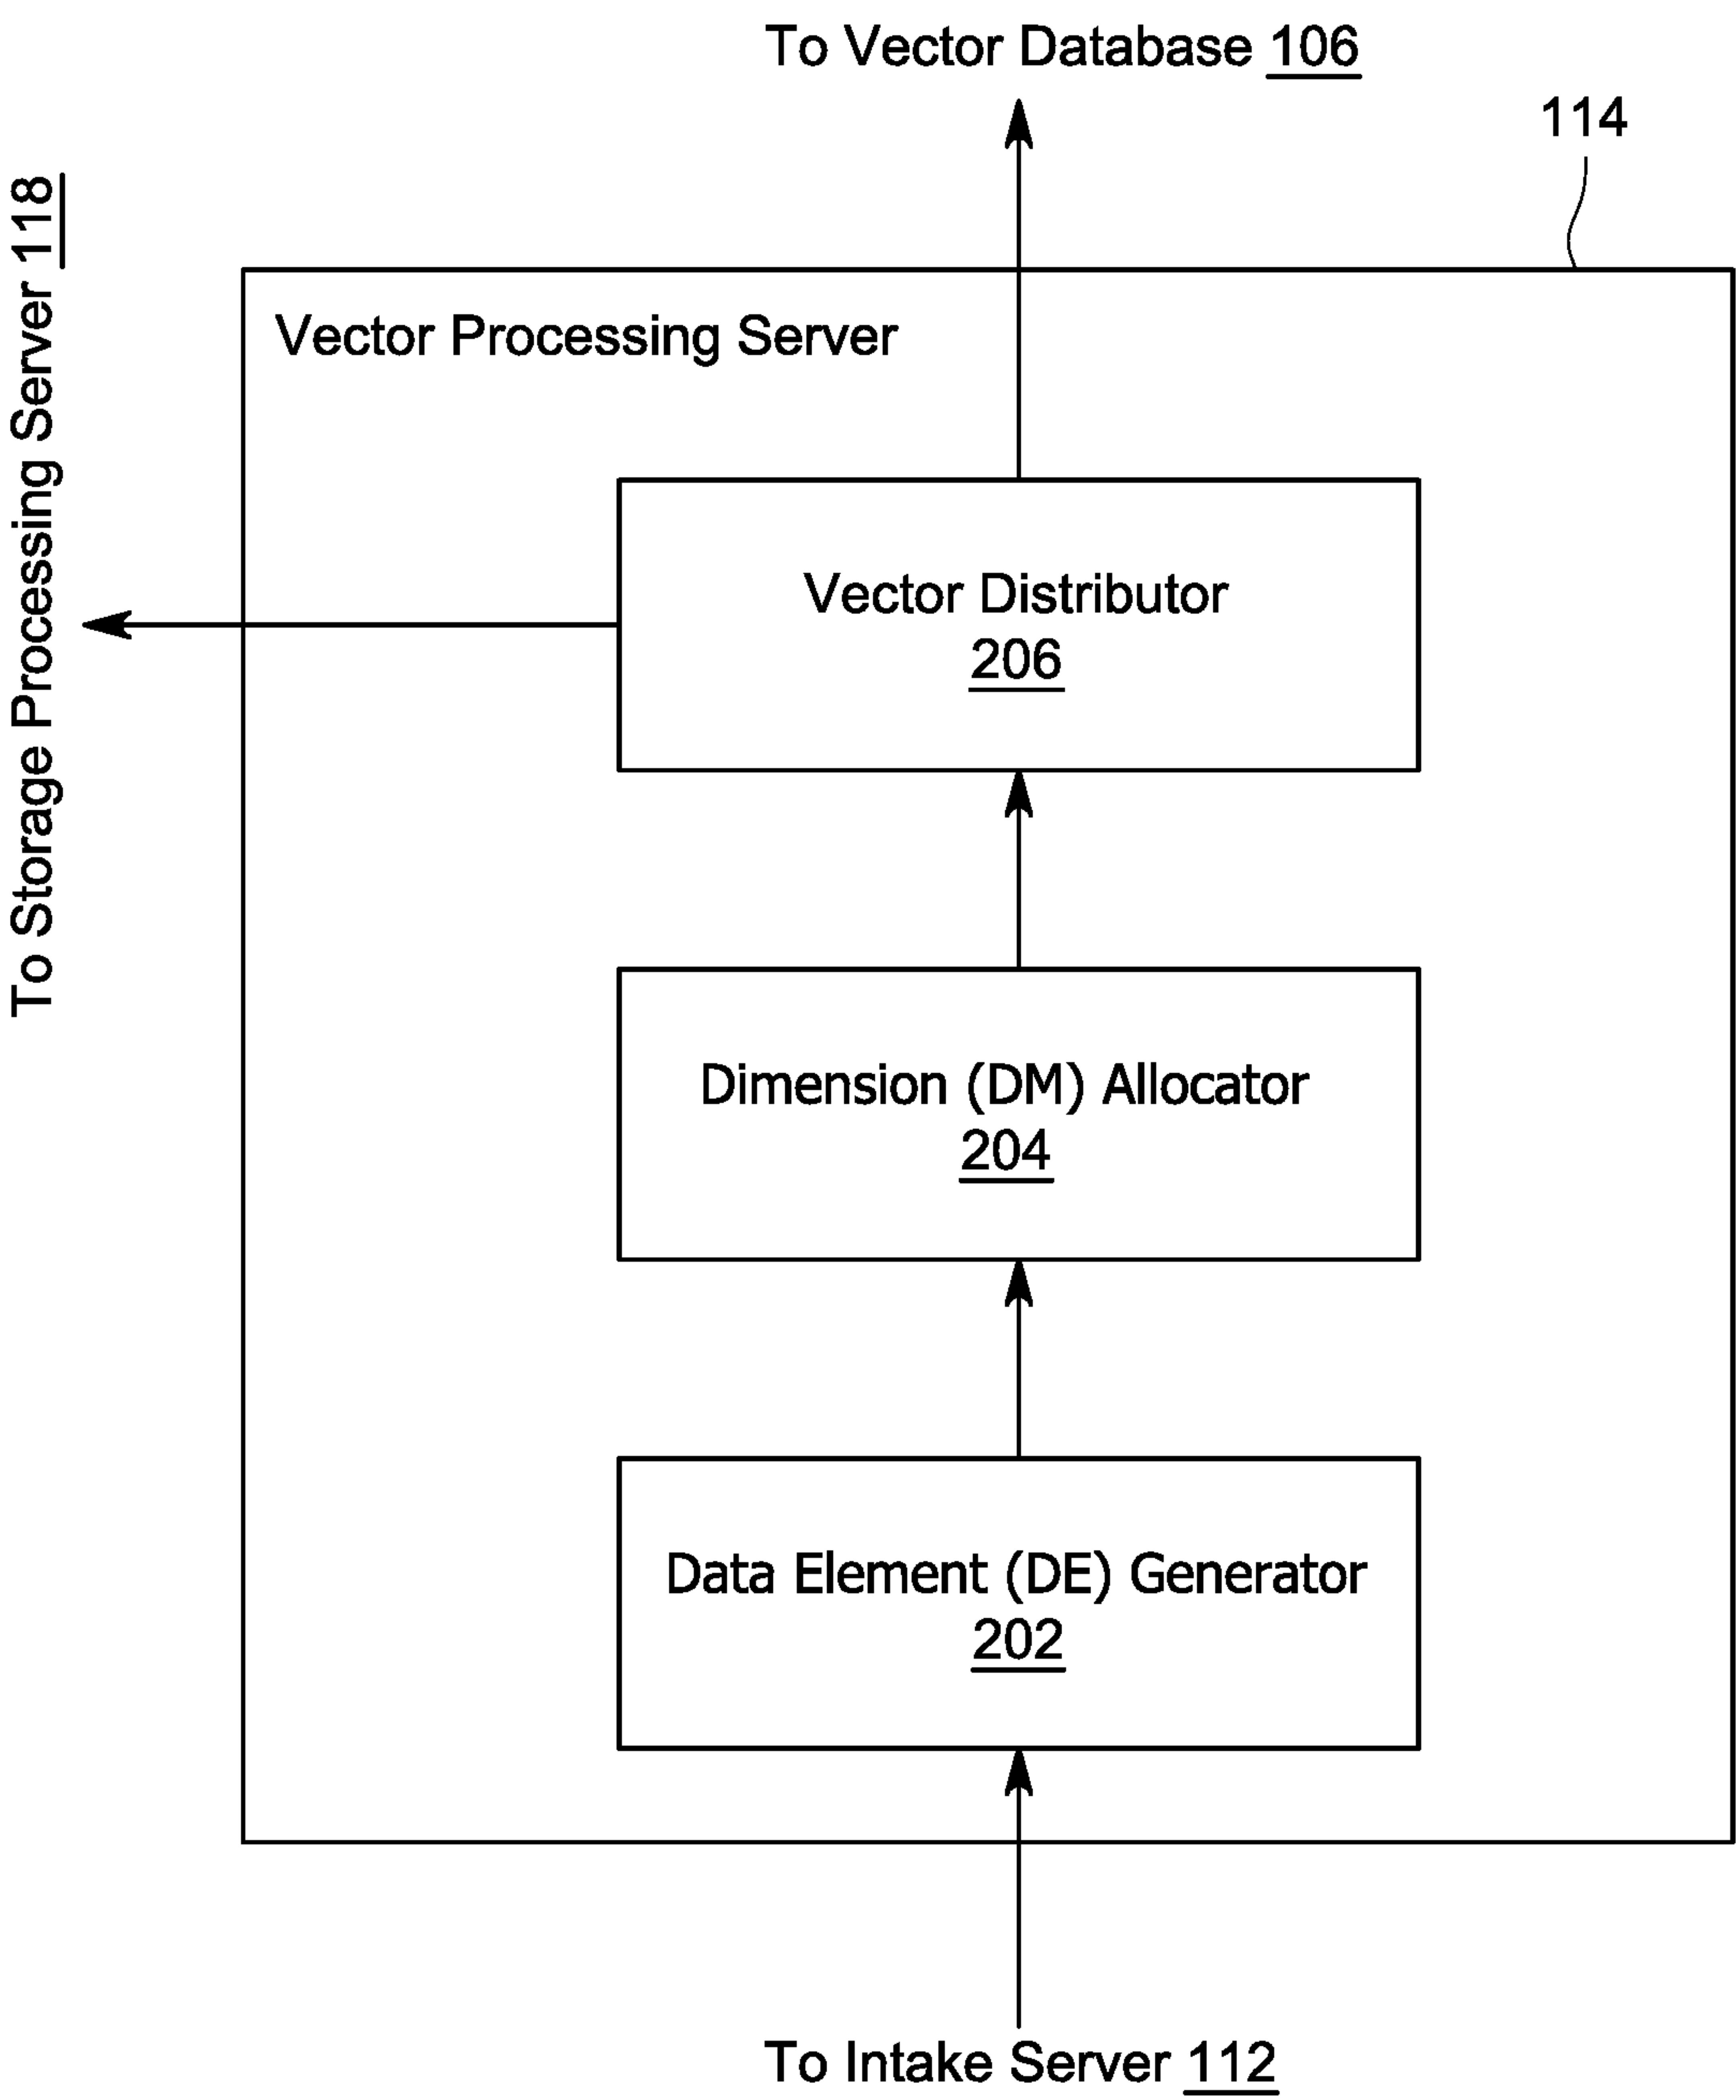 To Vector Database 106
114
To Storage Processing Server 118
Vector Processing Server
Vector Distributor
206
Dimension (DM) Allocator
204
Data Element (DE) Generator
202
To Intake Server 112